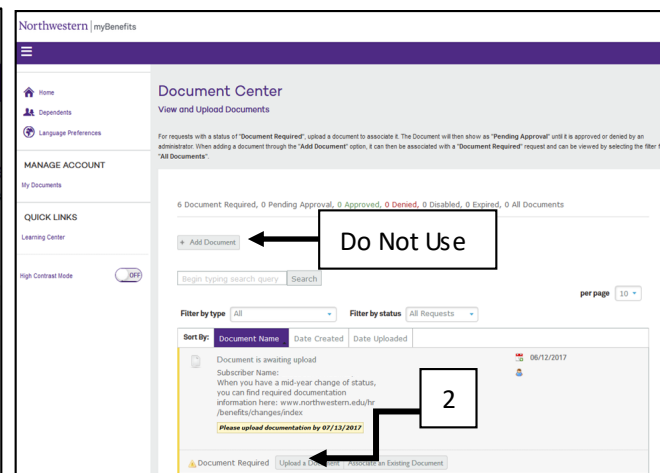 Northwestern | myBenefits
Home
Dependents
Language Preferences
MANAGE ACCOUNT
My Documents
QUICK LINKS
Learning Center
High Contrast Mode OFF
Document Center
View and Upload Documents
For requests with a status of "Document Required", upload a document to associate it. The Document will then show as "Pending Approval" until it is approved or denied by an
administrator. When adding a document through the "Add Document" option, it can then be associated with a "Document Required" request and can be viewed by selecting the filter
"All Documents".
6 Document Required, 0 Pending Approval, 0 Approved, 0 Denied, 0 Disabled, 0 Expired, 0 All Documents
+ Add Document
Do Not Use
Begin typing search query Search
per page 10
Filter by type All Filter by status All Requests
Sort By: Document Name Date Created Date Uploaded
Document is awaiting upload 06/12/2017
Subscriber Name:
When you have a mid-year change of status,
you can find required documentation
information here: www.northwestern.edu/hr
/benefits/changes/index
Please upload documentation by 07/13/2017
2
Document Required Upload a Document Associate an Existing Document